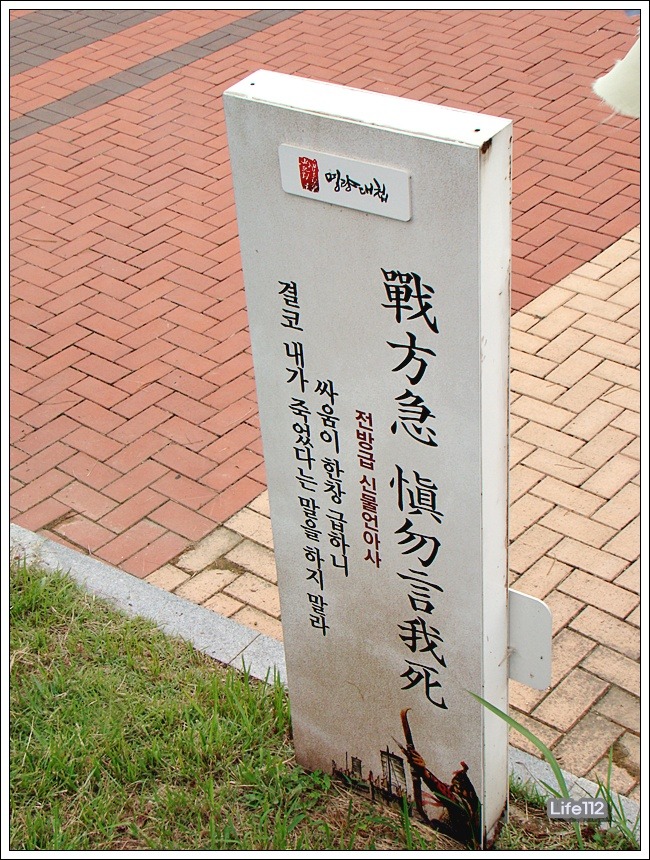 명량대첩
戰方急 愼勿言我死
전방급 신물언아사
싸움이 한창 급하니
결코 내가 죽었다는 말을 하지 말라
Life112